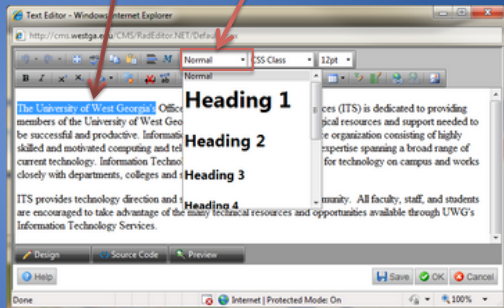 Text Editor - Windows Internet Explorer
http://cms.westga.edu/CMS/RadEditor.NET/Default
Normal CSS Class 12pt
Normal
Heading 1
Heading 2
Heading 3
Heading 4
The University of West Georgia's Offic es (ITS) is dedicated to providing
members of the University of West Geo gical resources and support needed to
be successful and productive. Informati ce organization consisting of highly
skilled and motivated computing and tel expertise spanning a broad range of
current technology. Information Techno for technology on campus and works
closely with departments, colleges and s
ITS provides technology direction and s munity. All faculty, staff, and students
are encouraged to take advantage of the many technical resources and opportunities available through UWG's
Information Technology Services.
Design Source Code Preview
Help Save OK Cancel
Done Internet | Protected Mode: On 100%